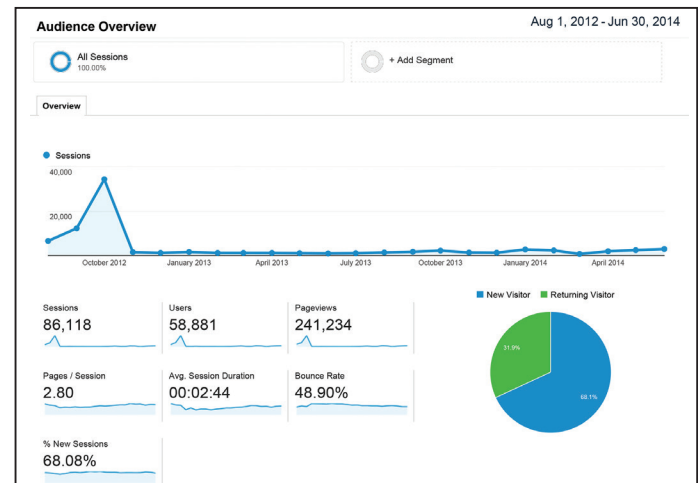 Audience Overview
Aug 1, 2012 - Jun 30, 2014
All Sessions
100.00%
+ Add Segment
Overview
Sessions
40,000
20,000
October 2012
January 2013
April 2013
July 2013
October 2013
January 2014
April 2014
New Visitor
Returning Visitor
Sessions
86,118
Users
58,881
Pageviews
241,234
31.9%
68.1%
Pages / Session
2.80
Avg. Session Duration
00:02:44
Bounce Rate
48.90%
% New Sessions
68.08%